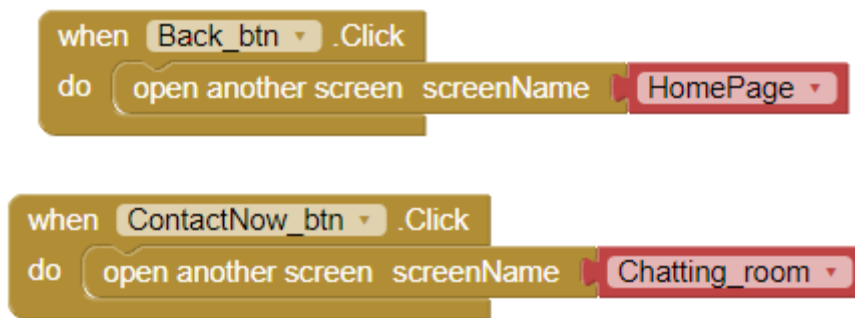 when Back_btn .Click
do open another screen screenName HomePage
when ContactNow_btn .Click
do open another screen screenName Chatting_room